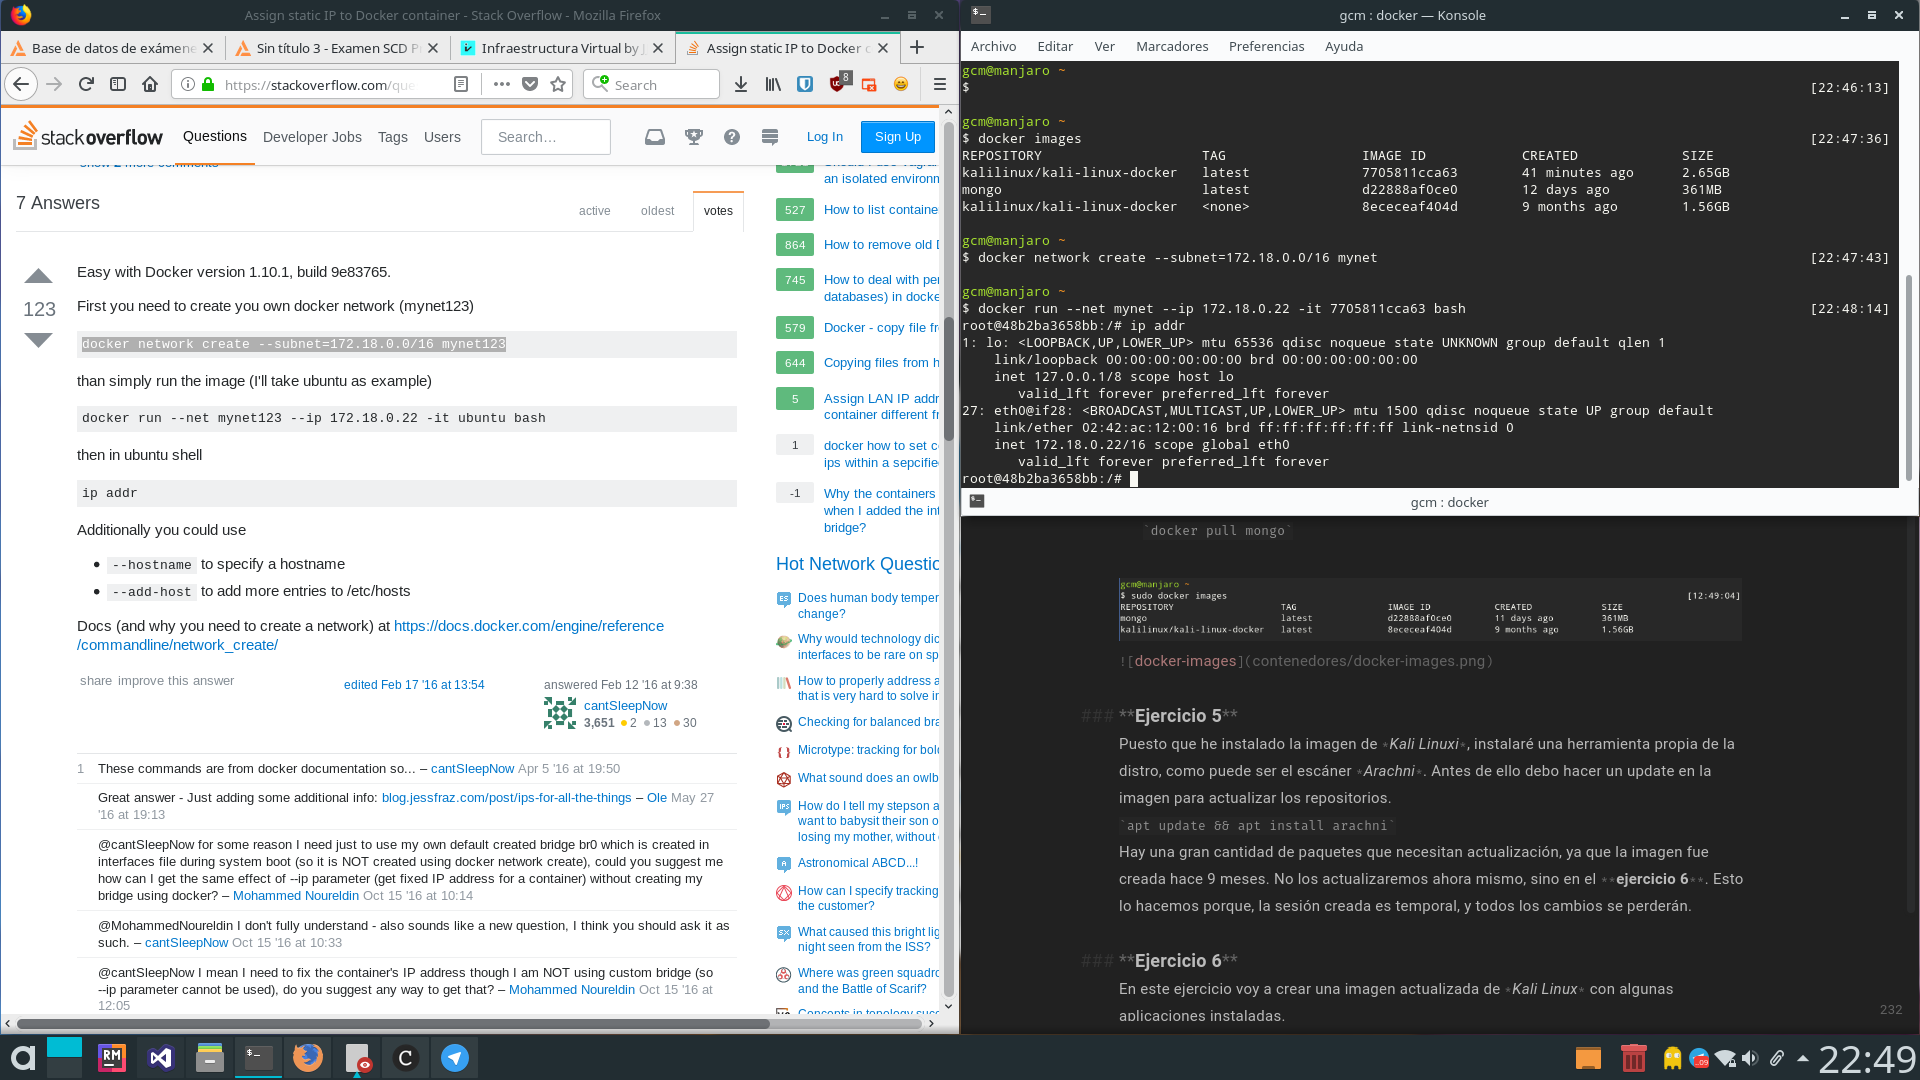 Assign static IP to Docker container - Stack Overflow - Mozilla Firefox
Base de datos de exámene
Sin título 3 - Examen SCD P
Infraestructura Virtual by J
Assign static IP to Docker c
https://stackoverflow.com/que
Search
8
stackoverflow
Questions
Developer Jobs
Tags
Users
Search…
Log In
Sign Up
show 2 more comments
7 Answers
active
oldest
votes
123
Easy with Docker version 1.10.1, build 9e83765.
First you need to create you own docker network (mynet123)
docker network create --subnet=172.18.0.0/16 mynet123
than simply run the image (I'll take ubuntu as example)
docker run --net mynet123 --ip 172.18.0.22 -it ubuntu bash
then in ubuntu shell
ip addr
Additionally you could use
--hostname to specify a hostname
--add-host to add more entries to /etc/hosts
Docs (and why you need to create a network) at https://docs.docker.com/engine/reference
/commandline/network_create/
share improve this answer
edited Feb 17 '16 at 13:54
answered Feb 12 '16 at 9:38
cantSleepNow
3,651 2 13 30
1 These commands are from docker documentation so... – cantSleepNow Apr 5 '16 at 19:50
Great answer - Just adding some additional info: blog.jessfraz.com/post/ips-for-all-the-things – Ole May 27
'16 at 19:13
@cantSleepNow for some reason I need just to use my own default created bridge br0 which is created in
interfaces file during system boot (so it is NOT created using docker network create), could you suggest me
how can I get the same effect of --ip parameter (get fixed IP address for a container) without creating my
bridge using docker? – Mohammed Noureldin Oct 15 '16 at 10:14
@MohammedNoureldin I don't fully understand - also sounds like a new question, I think you should ask it as
such. – cantSleepNow Oct 15 '16 at 10:33
@cantSleepNow I mean I need to fix the container's IP address though I am NOT using custom bridge (so
--ip parameter cannot be used), do you suggest any way to get that? – Mohammed Noureldin Oct 15 '16 at
12:05
an isolated environm
527 How to list containe
864 How to remove old D
745 How to deal with per
databases) in docke
579 Docker - copy file fr
644 Copying files from h
5 Assign LAN IP addr
container different fr
1 docker how to set c
ips within a sepcifie
-1 Why the containers
when I added the int
bridge?
Hot Network Questio
Does human body temper
change?
Why would technology dic
interfaces to be rare on sp
How to properly address a
that is very hard to solve in
Checking for balanced bra
Microtype: tracking for bold
What sound does an owlb
How do I tell my stepson a
want to babysit their son o
losing my mother, without
Astronomical ABCD...!
How can I specify tracking
the customer?
What caused this bright lig
night seen from the ISS?
Where was green squadro
and the Battle of Scarif?
gcm : docker — Konsole
Archivo Editar Ver Marcadores Preferencias Ayuda
gcm@manjaro ~
$ [22:46:13]
gcm@manjaro ~
$ docker images [22:47:36]
REPOSITORY TAG IMAGE ID CREATED SIZE
kalilinux/kali-linux-docker latest 7705811cca63 41 minutes ago 2.65GB
mongo latest d22888af0ce0 12 days ago 361MB
kalilinux/kali-linux-docker <none> 8ececeaf404d 9 months ago 1.56GB
gcm@manjaro ~
$ docker network create --subnet=172.18.0.0/16 mynet [22:47:43]
gcm@manjaro ~
$ docker run --net mynet --ip 172.18.0.22 -it 7705811cca63 bash [22:48:14]
root@48b2ba3658bb:/# ip addr
1: lo: <LOOPBACK,UP,LOWER_UP> mtu 65536 qdisc noqueue state UNKNOWN group default qlen 1
link/loopback 00:00:00:00:00:00 brd 00:00:00:00:00:00
inet 127.0.0.1/8 scope host lo
valid_lft forever preferred_lft forever
27: eth0@if28: <BROADCAST,MULTICAST,UP,LOWER_UP> mtu 1500 qdisc noqueue state UP group default
link/ether 02:42:ac:12:00:16 brd ff:ff:ff:ff:ff:ff link-netnsid 0
inet 172.18.0.22/16 scope global eth0
valid_lft forever preferred_lft forever
root@48b2ba3658bb:/#
gcm : docker
`docker pull mongo`
gcm@manjaro ~
$ sudo docker images [12:49:04]
REPOSITORY TAG IMAGE ID CREATED SIZE
mongo latest d22888af0ce0 11 days ago 361MB
kalilinux/kali-linux-docker latest 8ececeaf404d 9 months ago 1.56GB
![docker-images](contenedores/docker-images.png)
### **Ejercicio 5**
Puesto que he instalado la imagen de *Kali Linuxi*, instalaré una herramienta propia de la
distro, como puede ser el escáner *Arachni*. Antes de ello debo hacer un update en la
imagen para actualizar los repositorios.
`apt update && apt install arachni`
Hay una gran cantidad de paquetes que necesitan actualización, ya que la imagen fue
creada hace 9 meses. No los actualizaremos ahora mismo, sino en el **ejercicio 6**. Esto
lo hacemos porque, la sesión creada es temporal, y todos los cambios se perderán.
### **Ejercicio 6**
En este ejercicio voy a crear una imagen actualizada de *Kali Linux* con algunas
aplicaciones instaladas.
232
RM
C
22:49